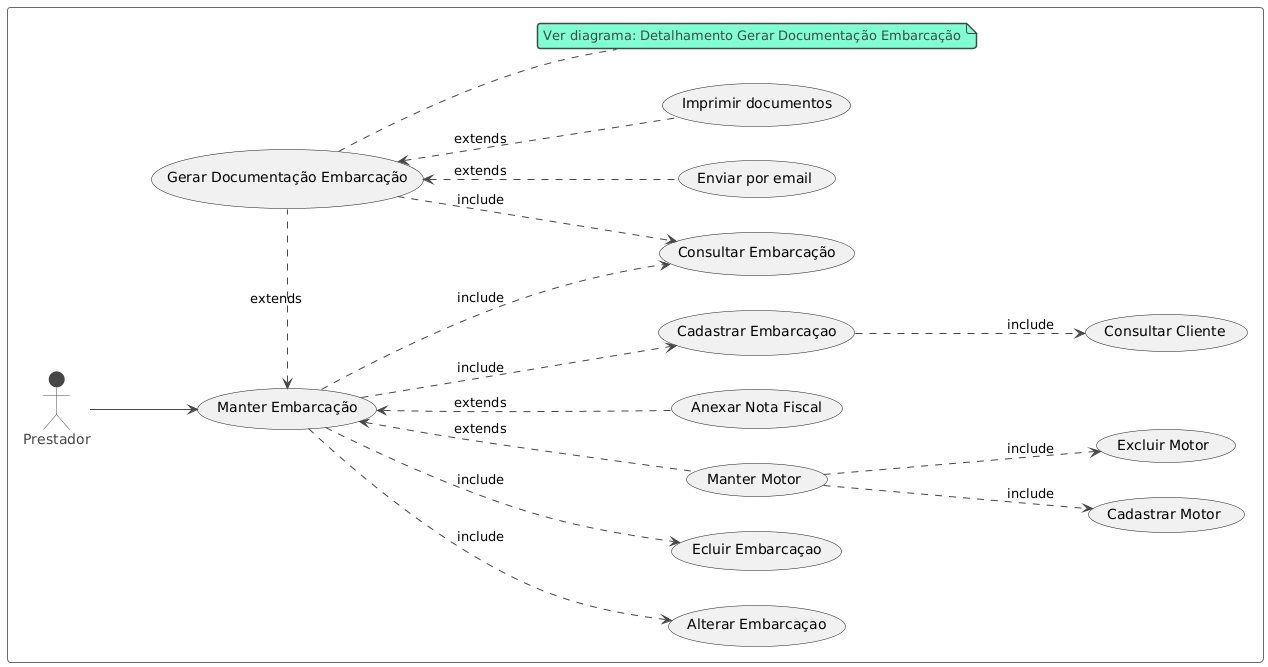 Ver diagrama: Detalhamento Gerar Documentação Embarcação
Imprimir documentos
extends
Gerar Documentação Embarcação
extends
Enviar por email
include
Consultar Embarcação
extends
include
Cadastrar Embarcaçao
include
Consultar Cliente
include
Prestador
Manter Embarcação
extends
Anexar Nota Fiscal
extends
Manter Motor
include
Excluir Motor
include
Cadastrar Motor
include
Ecluir Embarcaçao
include
Alterar Embarcaçao